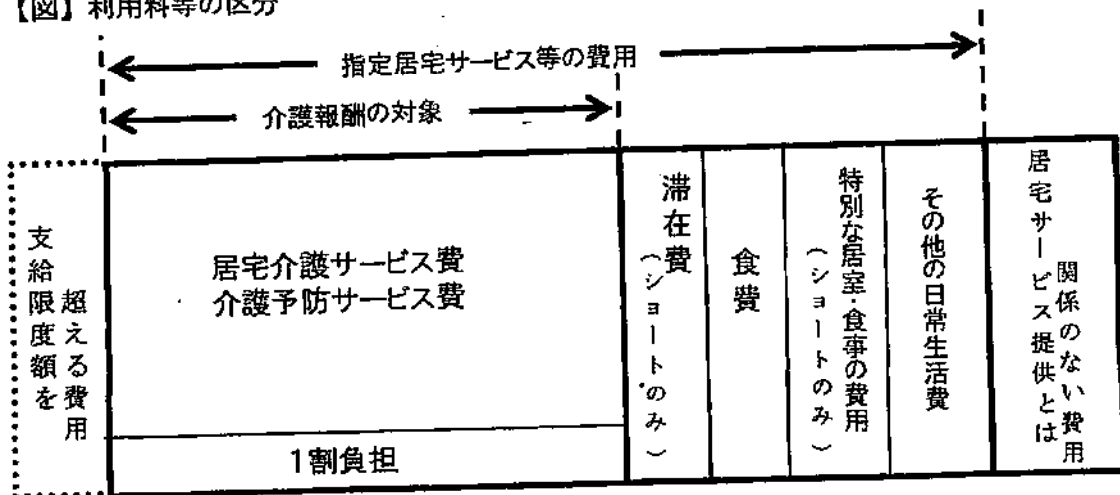 【図】利用料等の区分
指定居宅サービス等の費用
介護報酬の対象
支給限度額を
超える費用
居宅介護サービス費
介護予防サービス費
1割負担
滞在費
（ショートのみ）
食費
特別な居室・食事の費用
（ショートのみ）
その他の日常生活費
居宅サービス提供とは
関係のない費用